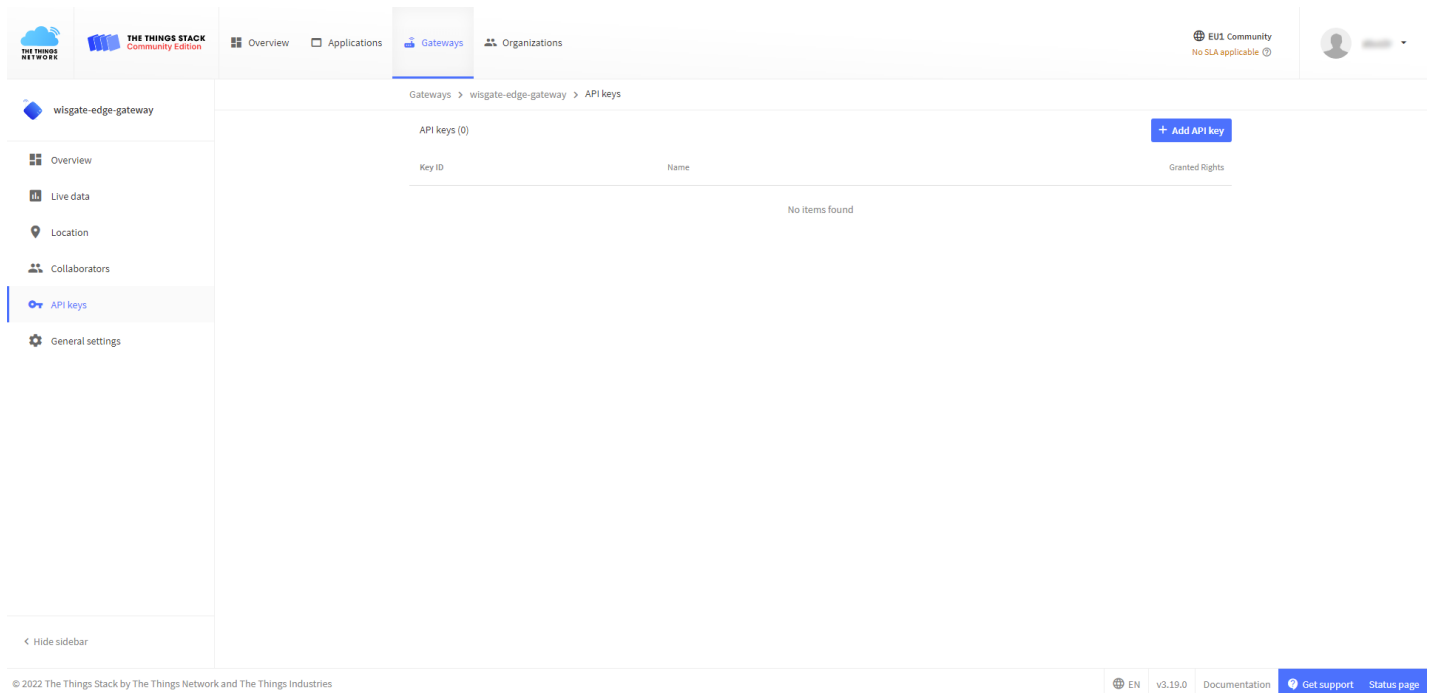 THE THINGS NETWORK
THE THINGS STACK
Community Edition
Overview
Applications
Gateways
Organizations
EU1 Community
No SLA applicable
wisgate-edge-gateway
Overview
Live data
Location
Collaborators
API keys
General settings
Hide sidebar
Gateways > wisgate-edge-gateway > API keys
API keys (0)
+ Add API key
Key ID Name Granted Rights
No items found
© 2022 The Things Stack by The Things Network and The Things Industries
EN v3.19.0 Documentation Get support Status page